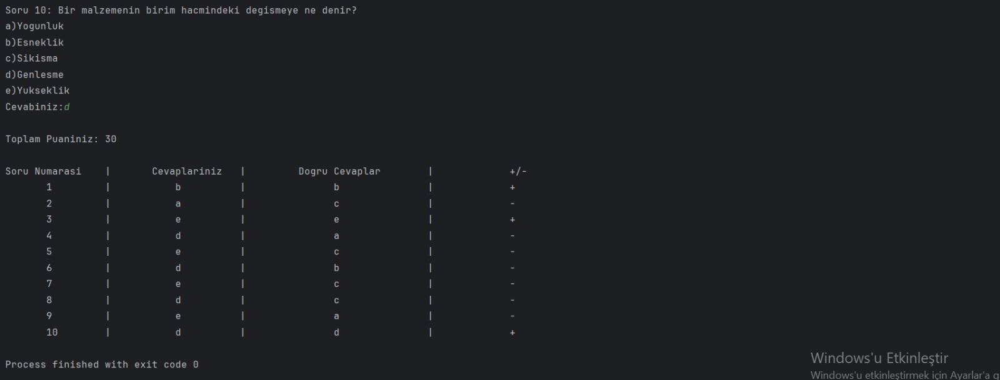 Soru 10: Bir malzemenin birim hacmindeki degismeye ne denir?
a)Yogunluk
b)Esneklik
c)Sikisma
d)Genlesme
e)Yukseklik
Cevabiniz:d
Toplam Puaniniz: 30
Soru Numarasi | Cevaplariniz | Dogru Cevaplar | +/-
1 | b | b | +
2 | a | c | -
3 | e | e | +
4 | d | a | -
5 | e | c | -
6 | d | b | -
7 | e | c | -
8 | d | c | -
9 | e | a | -
10 | d | d | +
Process finished with exit code 0
Windows'u Etkinleştir
Windows'u etkinleştirmek için Ayarlar'a g